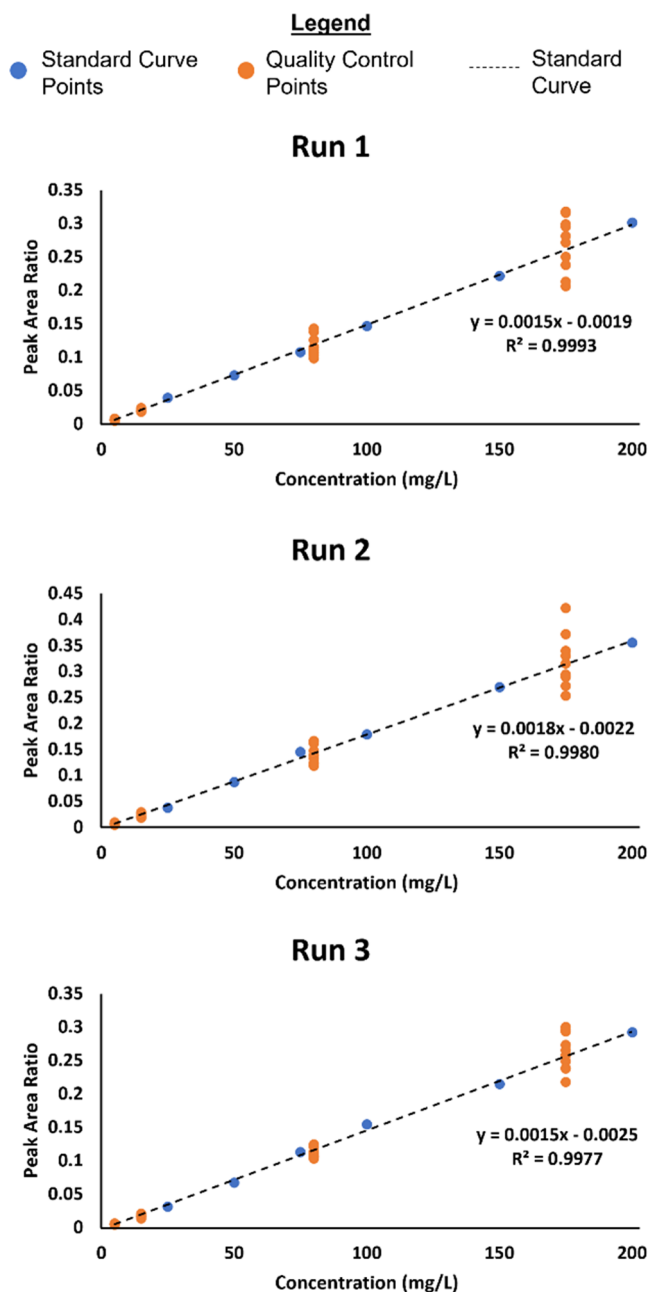 Legend
Standard Curve Points
Quality Control Points
Standard Curve
Run 1
0.35
0.3
0.25
0.2
0.15
0.1
0.05
0
Peak Area Ratio
y = 0.0015x - 0.0019
R² = 0.9993
0 50 100 150 200
Concentration (mg/L)
Run 2
0.45
0.4
0.35
0.3
0.25
0.2
0.15
0.1
0.05
0
Peak Area Ratio
y = 0.0018x - 0.0022
R² = 0.9980
0 50 100 150 200
Concentration (mg/L)
Run 3
0.35
0.3
0.25
0.2
0.15
0.1
0.05
0
Peak Area Ratio
y = 0.0015x - 0.0025
R² = 0.9977
0 50 100 150 200
Concentration (mg/L)